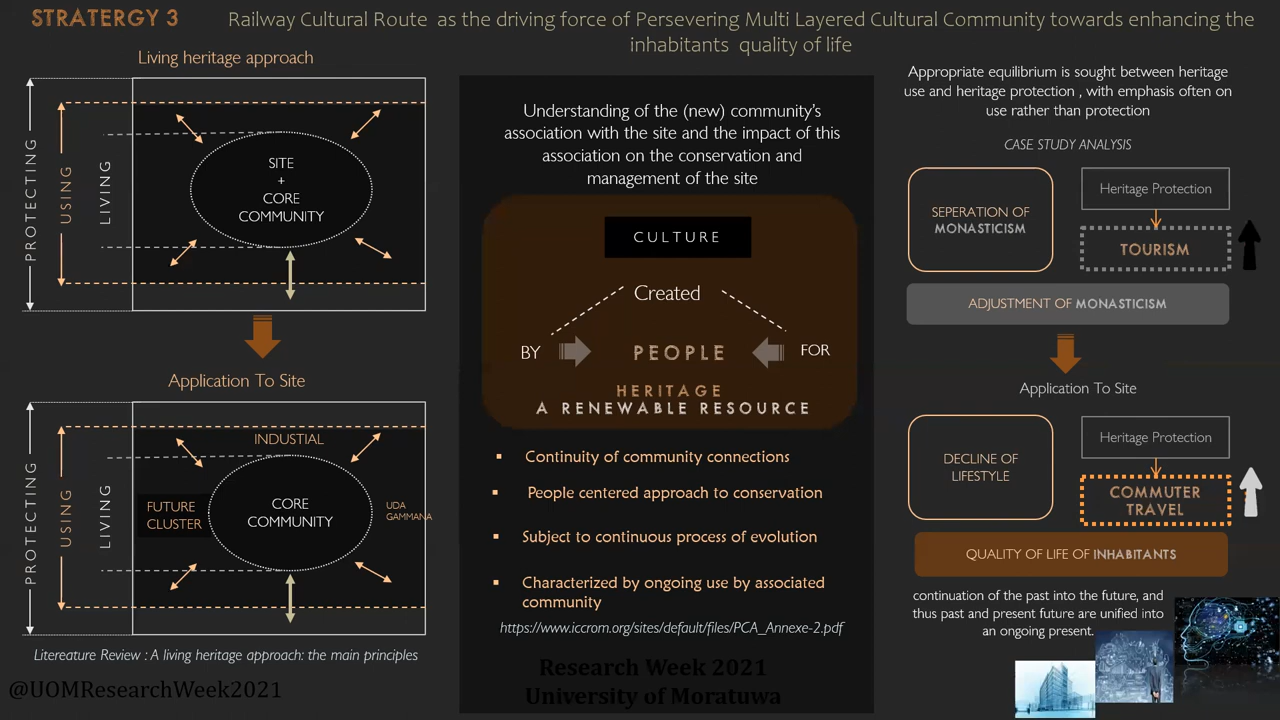 STRATERGY 3
Railway Cultural Route as the driving force of Persevering Multi Layered Cultural Community towards enhancing the
inhabitants quality of life
Living heritage approach
PROTECTING
USING
LIVING
SITE
+
CORE
COMMUNITY
Application To Site
PROTECTING
USING
LIVING
INDUSTIAL
FUTURE
CLUSTER
CORE
COMMUNITY
UDA
GAMMANA
Litereature Review : A living heritage approach: the main principles
@UOMResearchWeek2021
Understanding of the (new) community's
association with the site and the impact of this
association on the conservation and
management of the site
CULTURE
Created
BY
PEOPLE
FOR
HERITAGE
A RENEWABLE RESOURCE
▪ Continuity of community connections
▪ People centered approach to conservation
▪ Subject to continuous process of evolution
▪ Characterized by ongoing use by associated
community
https://www.iccrom.org/sites/default/files/PCA_Annexe-2.pdf
Research Week 2021
University of Moratuwa
Appropriate equilibrium is sought between heritage
use and heritage protection , with emphasis often on
use rather than protection
CASE STUDY ANALYSIS
SEPERATION OF
MONASTICISM
Heritage Protection
TOURISM
ADJUSTMENT OF MONASTICISM
Application To Site
DECLINE OF
LIFESTYLE
Heritage Protection
COMMUTER
TRAVEL
QUALITY OF LIFE OF INHABITANTS
continuation of the past into the future, and
thus past and present future are unified into
an ongoing present.